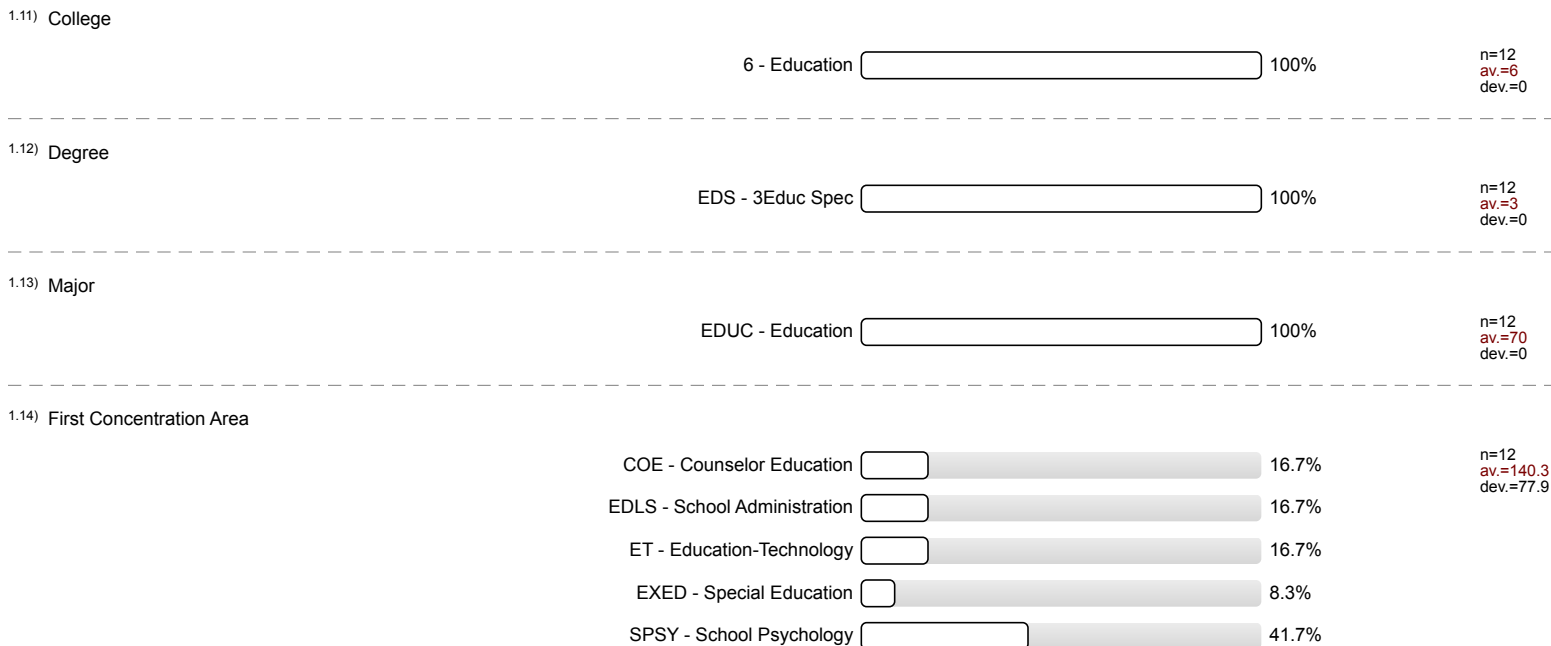 1.11) College
6 - Education 100%
n=12
av.=6
dev.=0
1.12) Degree
EDS - 3Educ Spec 100%
n=12
av.=3
dev.=0
1.13) Major
EDUC - Education 100%
n=12
av.=70
dev.=0
1.14) First Concentration Area
COE - Counselor Education 16.7%
n=12
av.=140.3
dev.=77.9
EDLS - School Administration 16.7%
ET - Education-Technology 16.7%
EXED - Special Education 8.3%
SPSY - School Psychology 41.7%